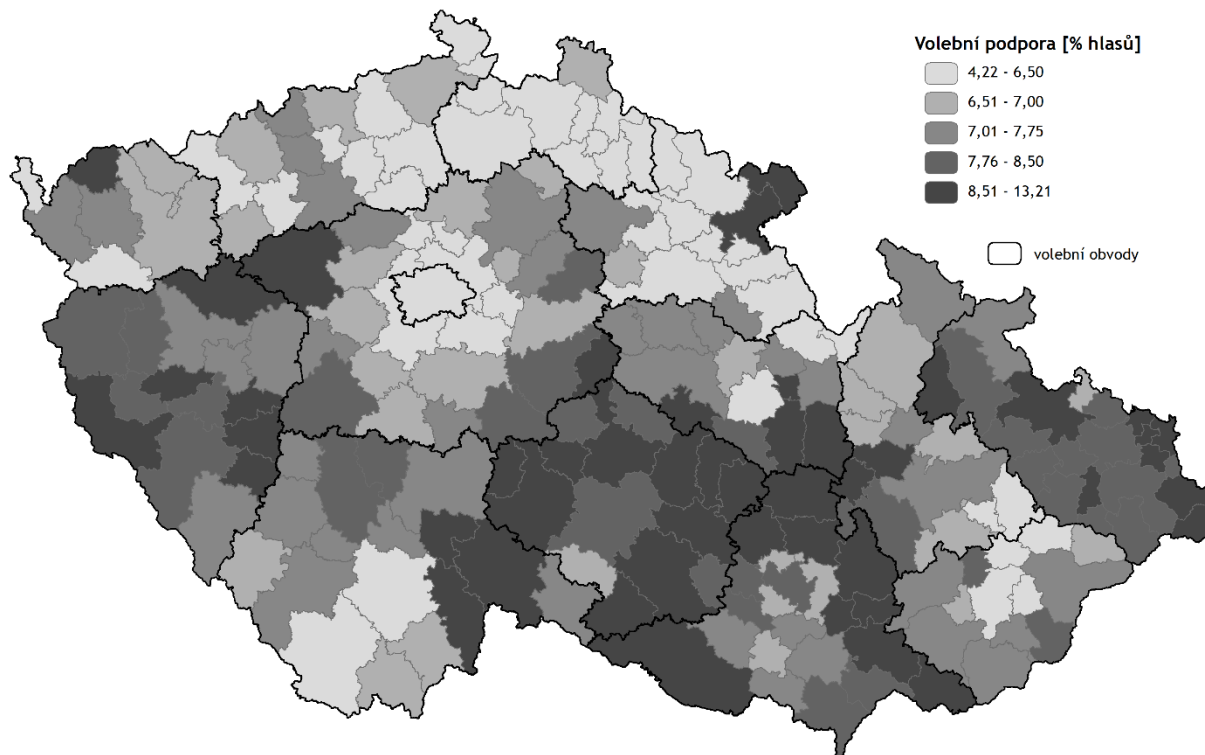 Volební podpora [% hlasů]
4,22 - 6,50
6,51 - 7,00
7,01 - 7,75
7,76 - 8,50
8,51 - 13,21
volební obvody